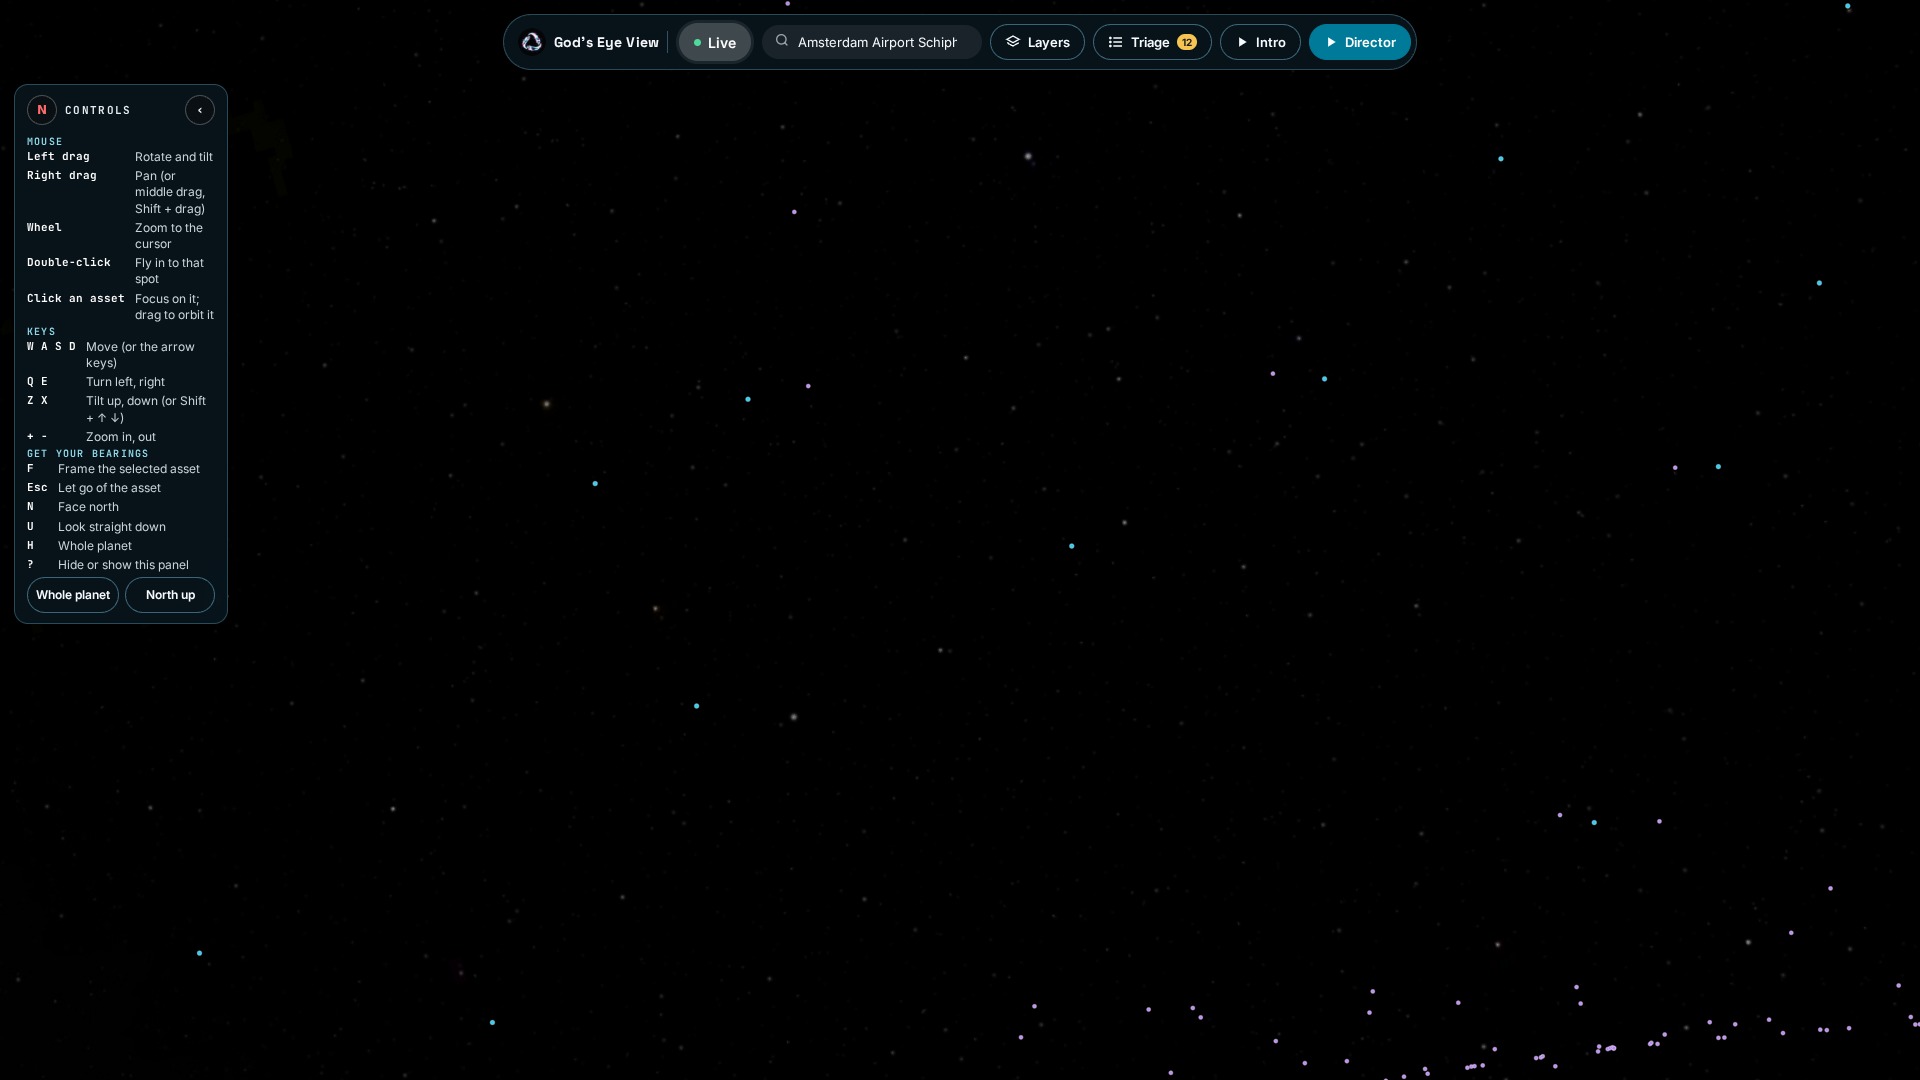 God's Eye View
Live
Amsterdam Airport Schiph
Layers
Triage 12
Intro
Director
N CONTROLS
MOUSE
Left drag Rotate and tilt
Right drag Pan (or
middle drag,
Shift + drag)
Wheel Zoom to the
cursor
Double-click Fly in to that
spot
Click an asset Focus on it;
drag to orbit it
KEYS
W A S D Move (or the arrow
keys)
Q E Turn left, right
Z X Tilt up, down (or Shift
+ ↑ ↓)
+ - Zoom in, out
GET YOUR BEARINGS
F Frame the selected asset
Esc Let go of the asset
N Face north
U Look straight down
H Whole planet
? Hide or show this panel
Whole planet North up